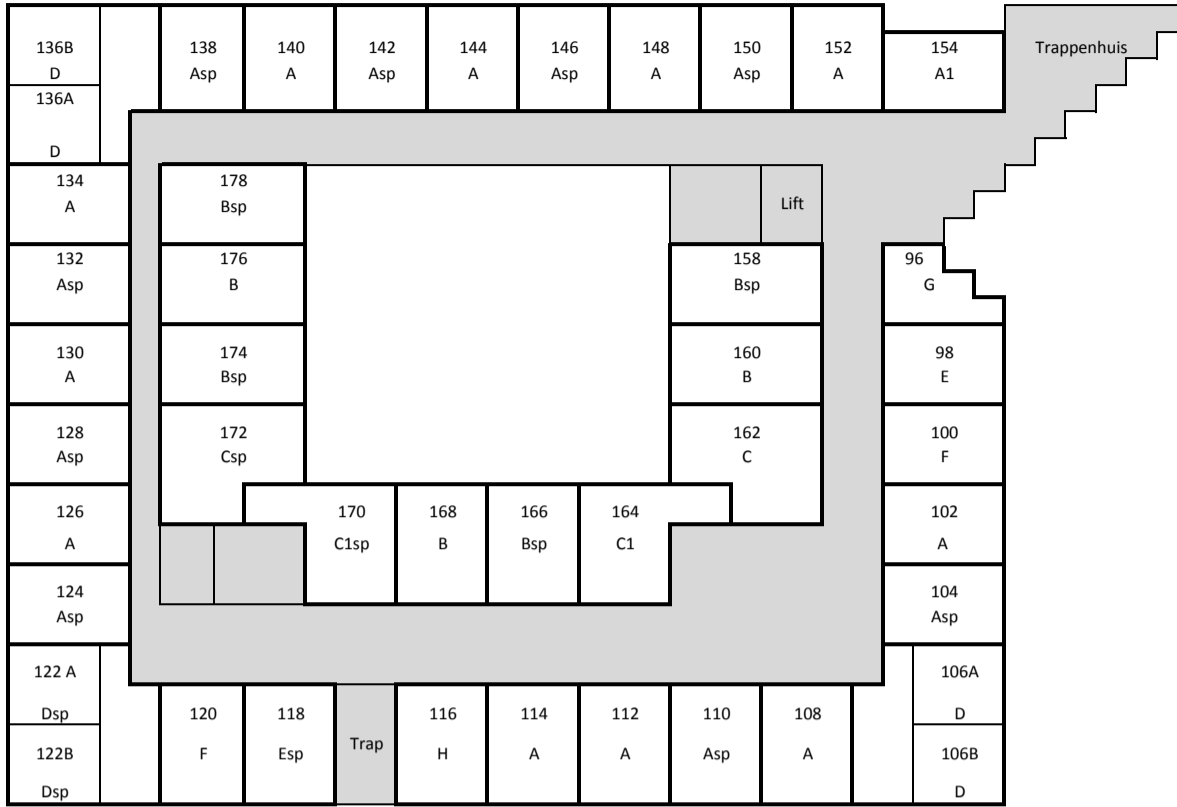 136B
D
136A
D
138
Asp
140
A
142
Asp
144
A
146
Asp
148
A
150
Asp
152
A
154
A1
Trappenhuis
134
A
178
Bsp
Lift
132
Asp
176
B
158
Bsp
96
G
130
A
174
Bsp
160
B
98
E
128
Asp
172
Csp
162
C
100
F
126
A
170
C1sp
168
B
166
Bsp
164
C1
102
A
124
Asp
104
Asp
122 A
Dsp
122B
Dsp
120
F
118
Esp
Trap
116
H
114
A
112
A
110
Asp
108
A
106A
D
106B
D